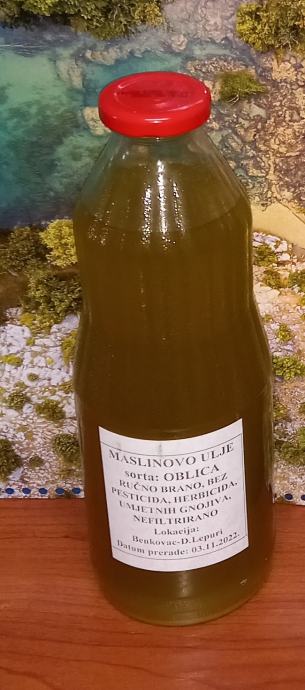 MASLINOVO ULJE
sorta: OBLICA
RUČNO BRANO, BEZ
PESTICIDA, HERBICIDA,
UMJETNIH GNOJIVA,
NEFILTRIRANO
Lokacija:
Benkovac-D.Lepuri
Datum prerade: 03.11.2022.